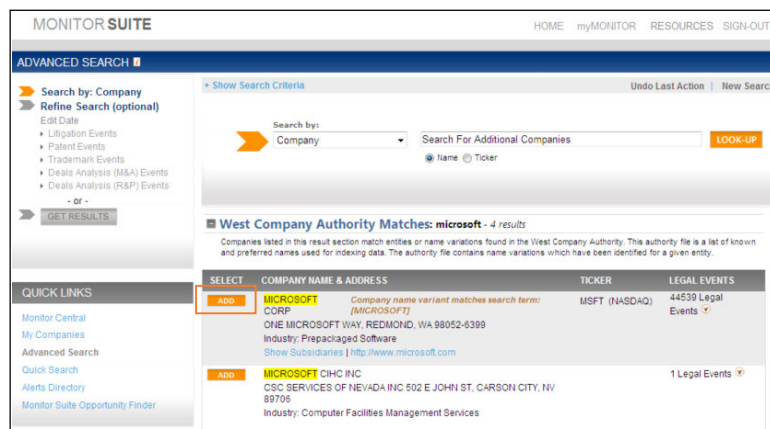 MONITOR SUITE
HOME myMONITOR RESOURCES SIGN-OUT
ADVANCED SEARCH
Search by: Company
Refine Search (optional)
Edit Date
Litigation Events
Patent Events
Trademark Events
Deals Analysis (M&A) Events
Deals Analysis (R&P) Events
- or -
GET RESULTS
QUICK LINKS
Monitor Central
My Companies
Advanced Search
Quick Search
Alerts Directory
Monitor Suite Opportunity Finder
+ Show Search Criteria
Undo Last Action | New Searc
Search by:
Company
Search For Additional Companies
LOOK-UP
Name Ticker
West Company Authority Matches: microsoft - 4 results
Companies listed in this result section match entities or name variations found in the West Company Authority. This authority file is a list of known
and preferred names used for indexing data. The authority file contains name variations which have been identified for a given entity.
SELECT COMPANY NAME & ADDRESS TICKER LEGAL EVENTS
ADD MICROSOFT CORP Company name variant matches search term: [MICROSOFT] MSFT (NASDAQ) 44539 Legal Events
ONE MICROSOFT WAY, REDMOND, WA 98052-6399
Industry: Prepackaged Software
Show Subsidiaries | http://www.microsoft.com
ADD MICROSOFT CIHC INC 1 Legal Events
CSC SERVICES OF NEVADA INC 502 E JOHN ST, CARSON CITY, NV
89706
Industry: Computer Facilities Management Services